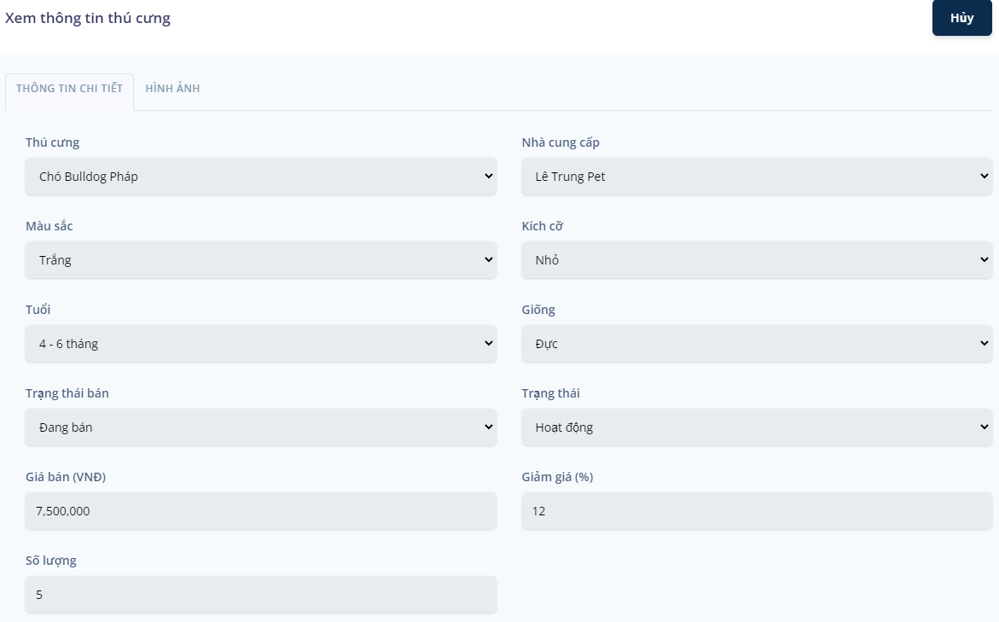 Xem thông tin thú cưng
Hủy
THÔNG TIN CHI TIẾT
HÌNH ẢNH
Thú cưng
Nhà cung cấp
Chó Bulldog Pháp
Lê Trung Pet
Màu sắc
Kích cỡ
Trắng
Nhỏ
Tuổi
Giống
4 - 6 tháng
Đực
Trạng thái bán
Trạng thái
Đang bán
Hoạt động
Giá bán (VNĐ)
Giảm giá (%)
7,500,000
12
Số lượng
5